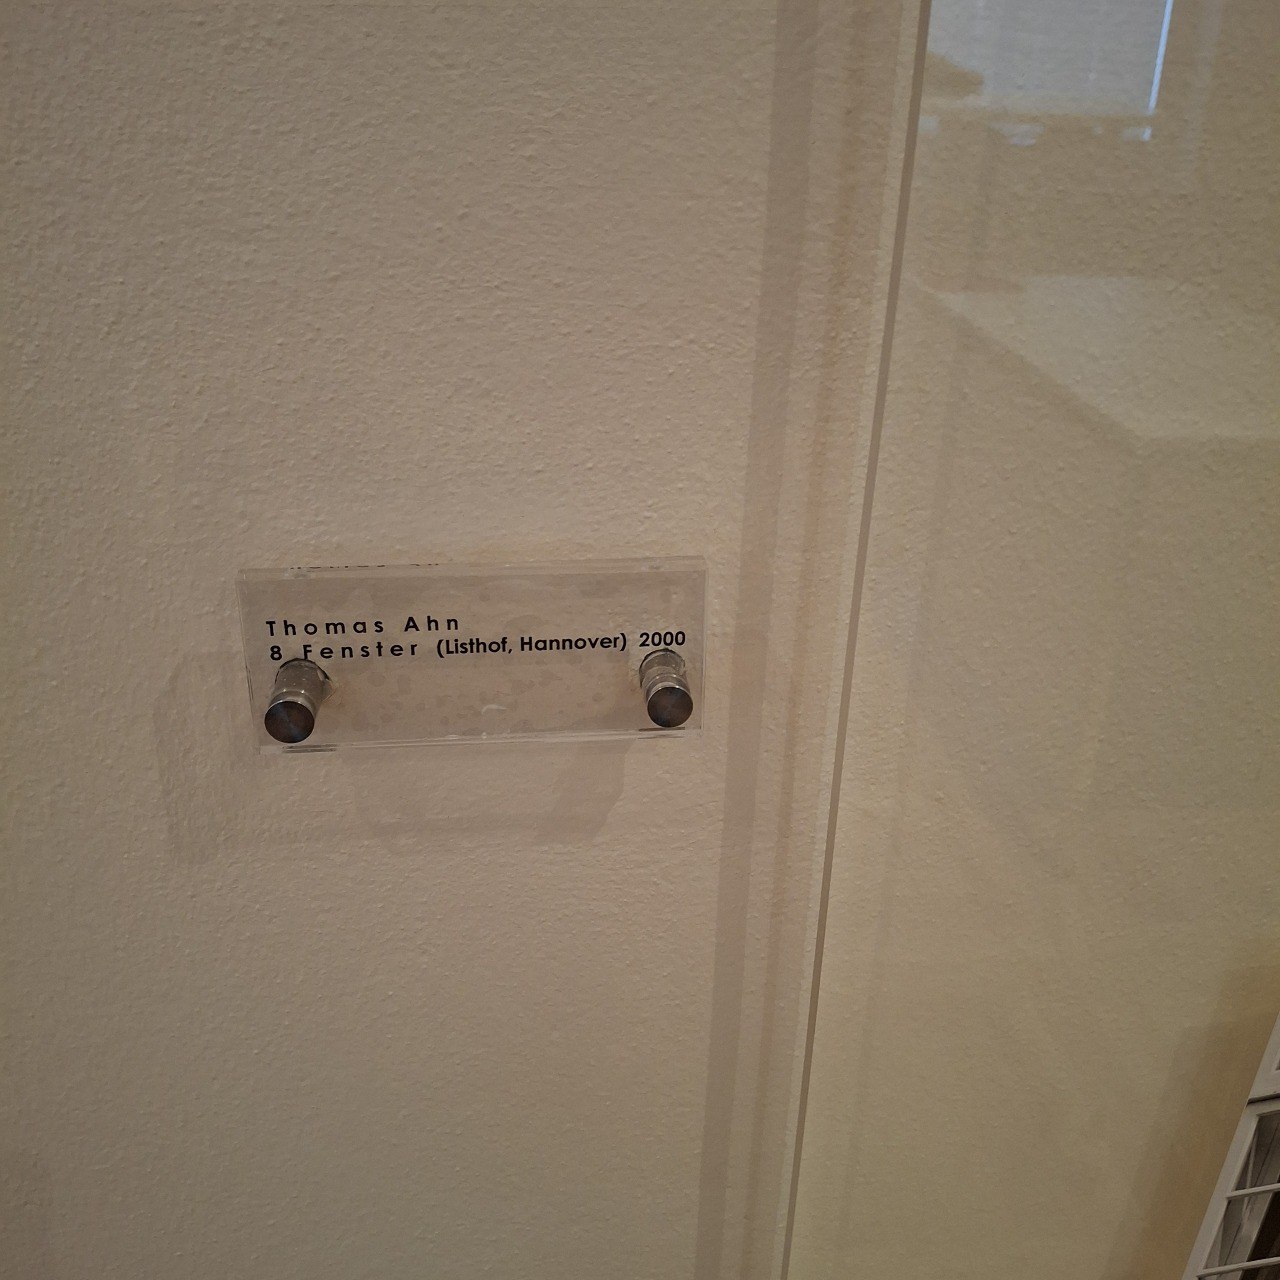 Thomas Ahn
8 Fenster (Listhof, Hannover) 2000